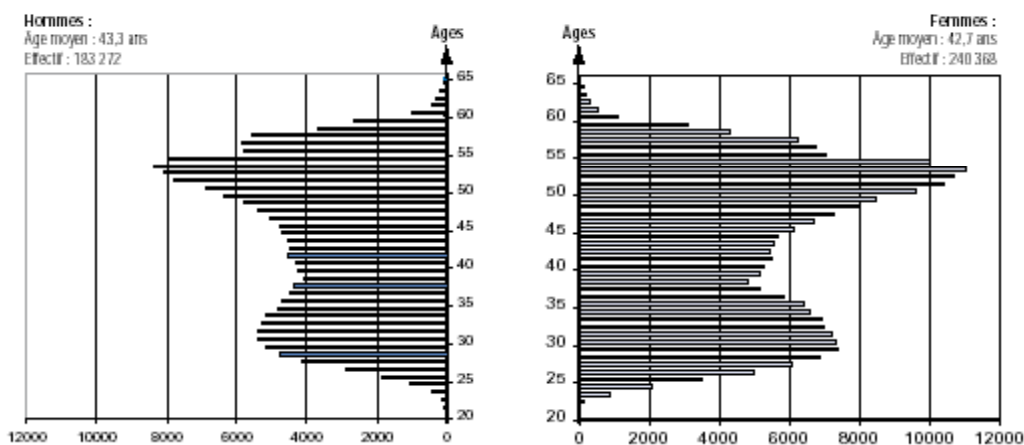 Hommes :
Âge moyen : 43,3 ans
Effectif : 183 272
Âges
65
60
55
50
45
40
35
30
25
20
12000 10000 8000 6000 4000 2000 0
Femmes :
Âge moyen : 42,7 ans
Effectif : 240 368
Âges
65
60
55
50
45
40
35
30
25
20
0 2000 4000 6000 8000 10000 12000